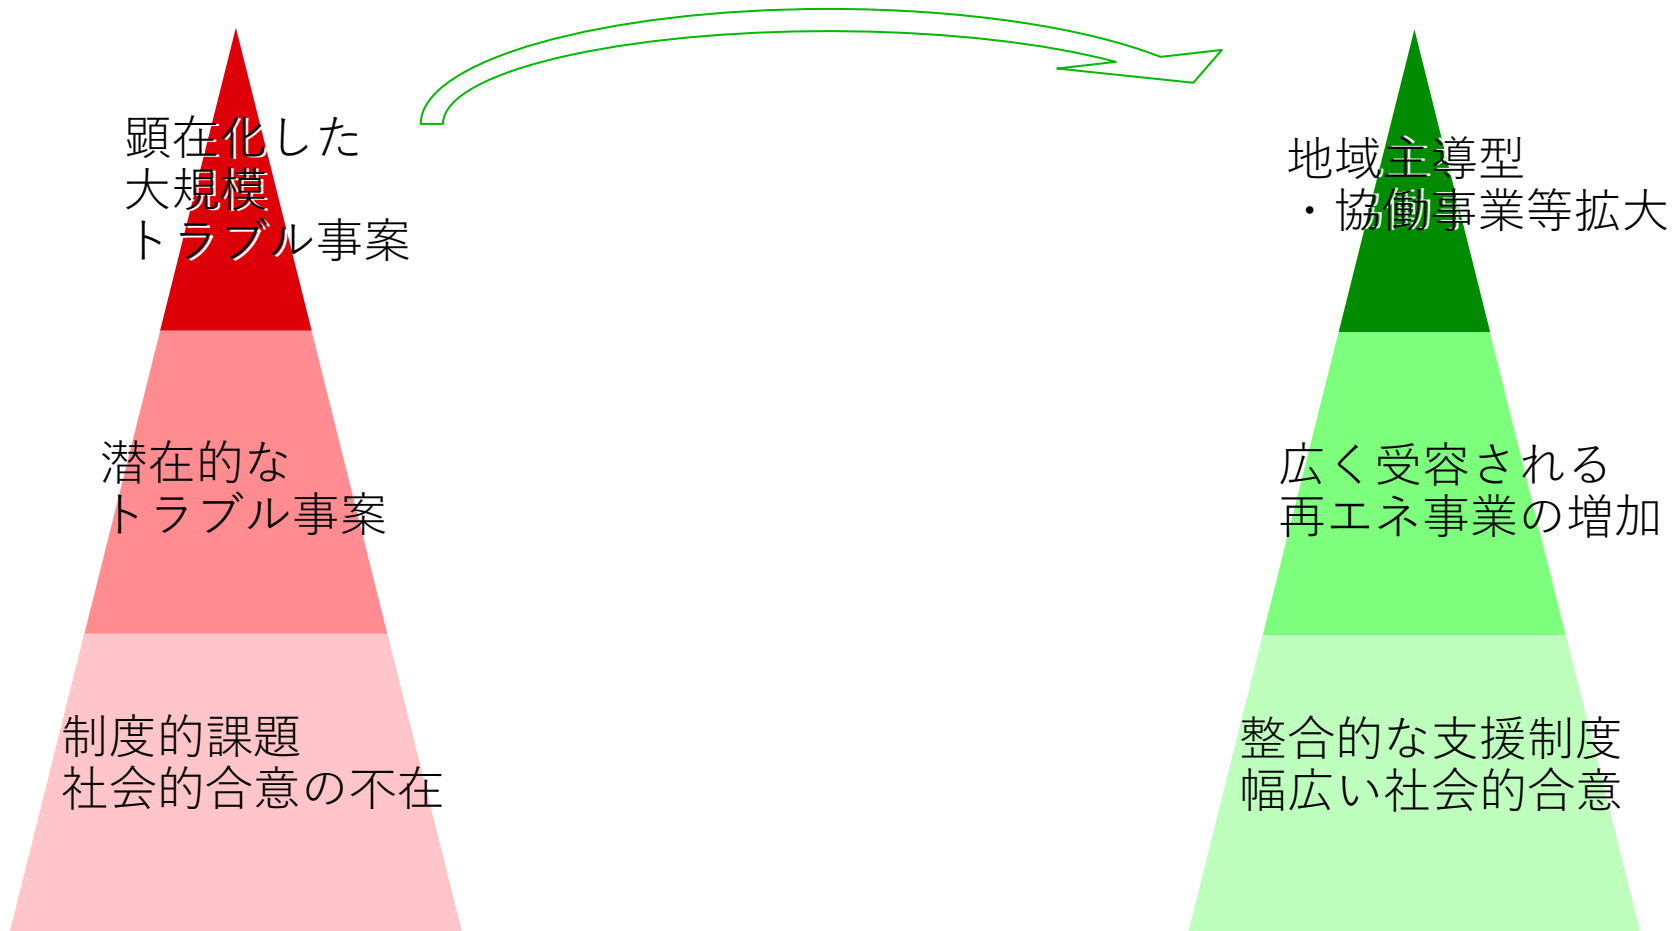 顕在化した
大規模
トラブル事案
潜在的な
トラブル事案
制度的課題
社会的合意の不在
地域主導型
・協働事業等拡大
広く受容される
再エネ事業の増加
整合的な支援制度
幅広い社会的合意